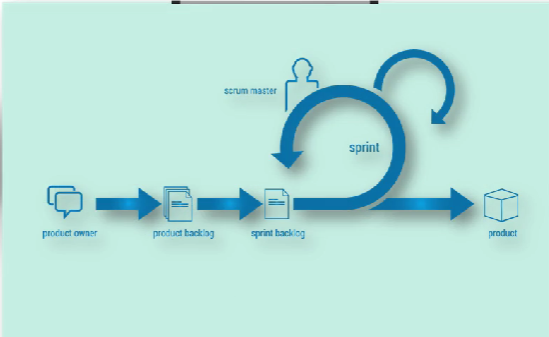 scrum master
sprint
product owner
product backlog
sprint backlog
product